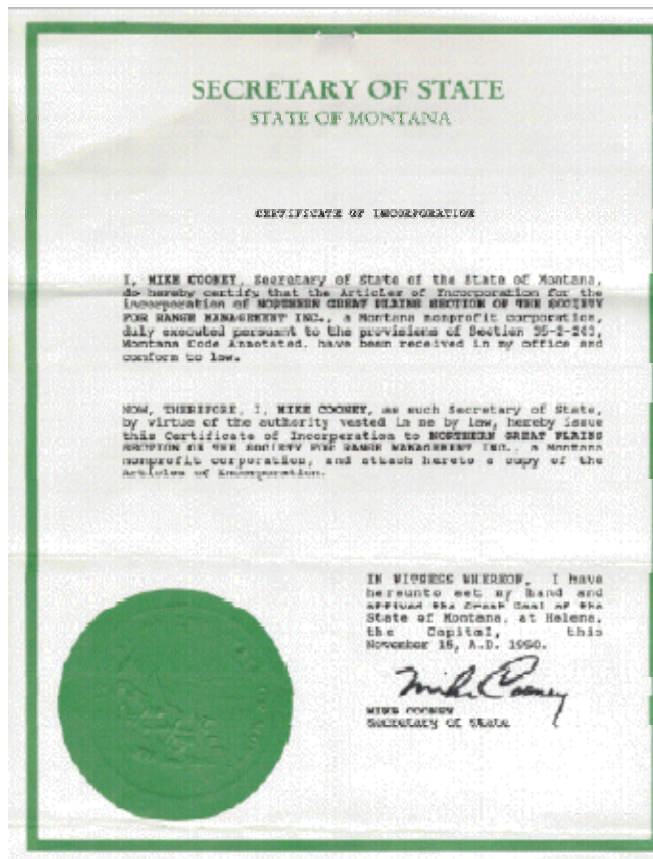 SECRETARY OF STATE
STATE OF MONTANA
CERTIFICATE OF INCORPORATION
I, MIKE COONEY, Secretary of State of the State of Montana,
do hereby certify that the Articles of Incorporation for the
incorporation of NORTHERN GREAT PLAINS SECTION OF THE SOCIETY
FOR RANGE MANAGEMENT INC., a Montana nonprofit corporation,
duly executed pursuant to the provisions of Section
Montana Code Annotated, have been received in my office and
conform to law.
NOW, THEREFORE, I, MIKE COONEY, as such Secretary of State,
by virtue of the authority vested in me by law, hereby issue
this Certificate of Incorporation to NORTHERN GREAT PLAINS
SECTION OF THE SOCIETY FOR RANGE MANAGEMENT INC., a Montana
nonprofit corporation, and attach hereto a copy of the
Articles of Incorporation.
IN WITNESS WHEREOF, I have
hereunto set my hand and
affixed the Great Seal of the
State of Montana, at Helena,
the Capital, this
November A.D.
Mike Cooney
MIKE COONEY
Secretary of State